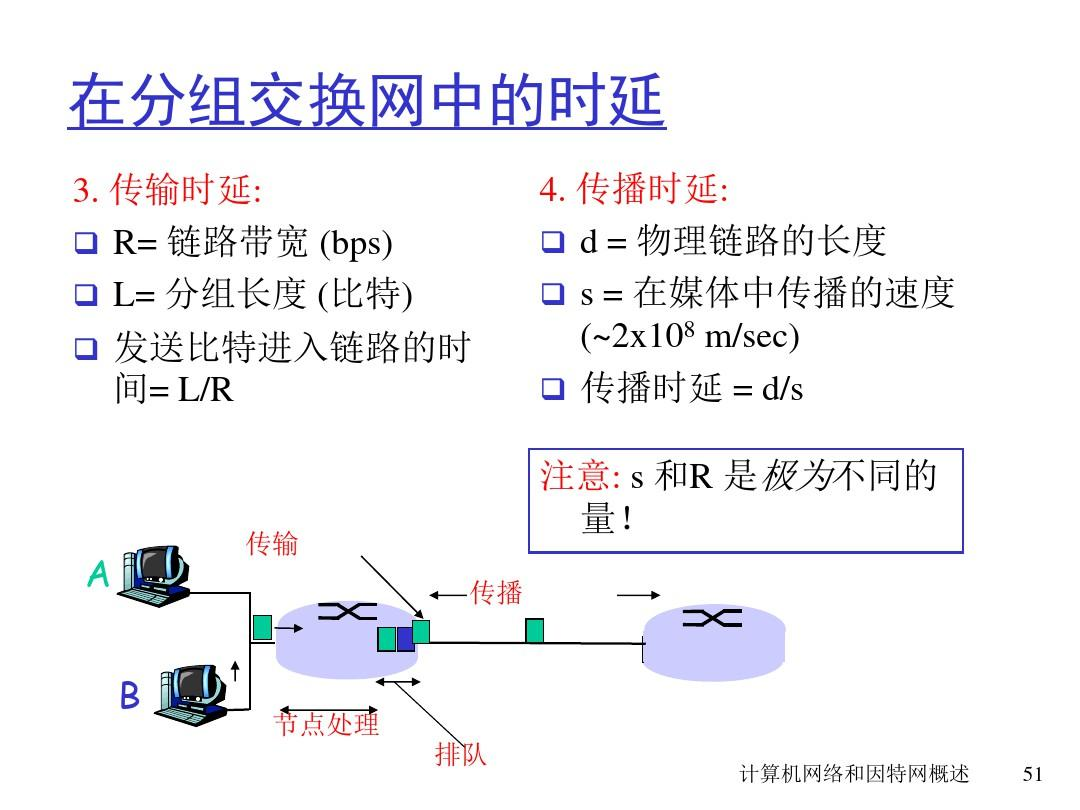 在分组交换网中的时延
3. 传输时延:
R= 链路带宽 (bps)
L= 分组长度 (比特)
发送比特进入链路的时
间= L/R
4. 传播时延:
d = 物理链路的长度
s = 在媒体中传播的速度
(~2x10⁸ m/sec)
传播时延 = d/s
注意: s 和R 是极为不同的
量!
传输
A
传播
B
节点处理
排队
计算机网络和因特网概述 51